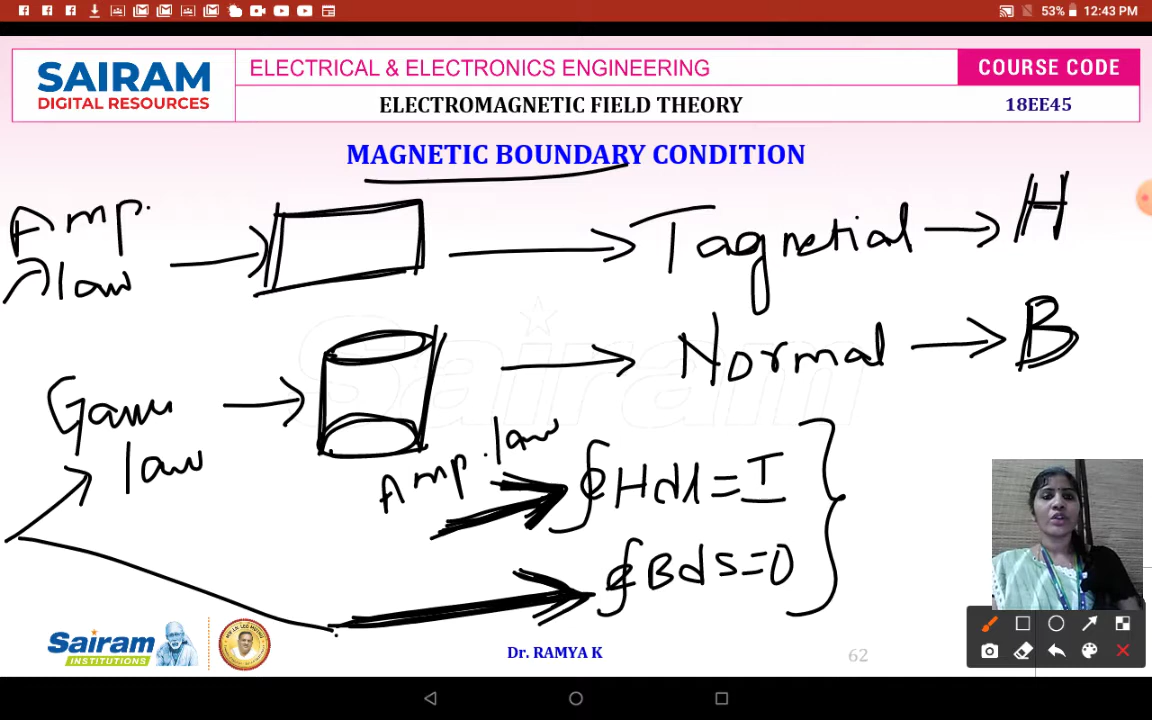 53% 12:43 PM
SAIRAM
DIGITAL RESOURCES
ELECTRICAL & ELECTRONICS ENGINEERING
COURSE CODE
ELECTROMAGNETIC FIELD THEORY
18EE45
MAGNETIC BOUNDARY CONDITION
Amp.
law
Tagnetial
H
Normal
B
Gauss
law
Amp. law
∮Hdl=I
∮Bds=0
Sairam
Sairam
INSTITUTIONS
Dr. RAMYA K
62